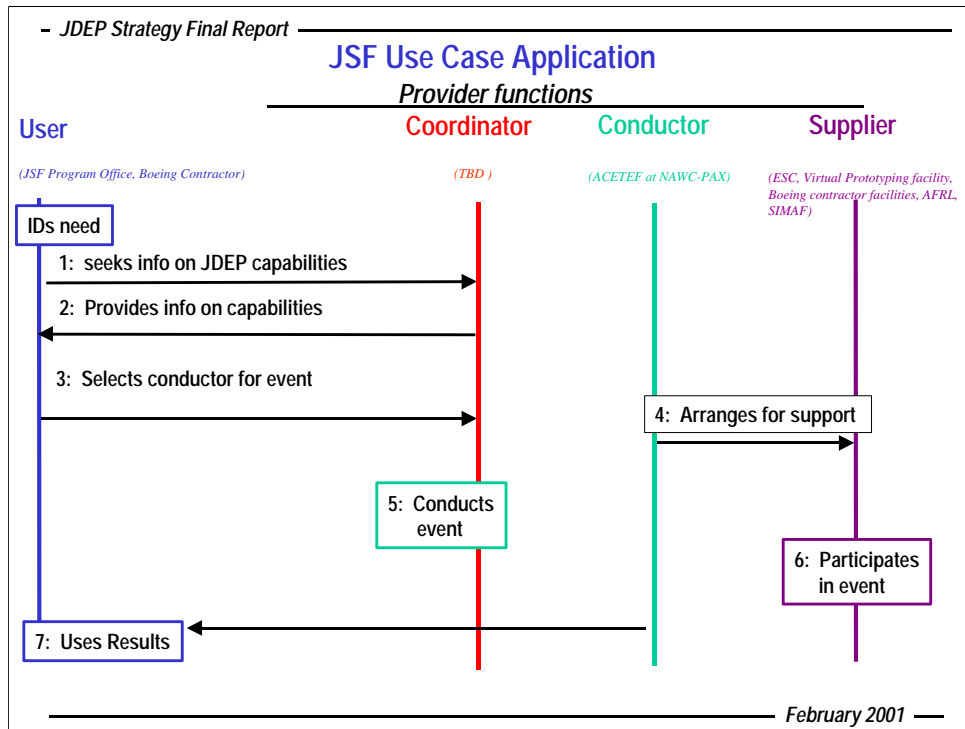 JDEP Strategy Final Report
JSF Use Case Application
Provider functions
User
Coordinator
Conductor
Supplier
(JSF Program Office, Boeing Contractor)
(TBD )
(ACETEF at NAWC-PAX)
(ESC, Virtual Prototyping facility,
Boeing contractor facilities, AFRL,
SIMAF)
IDs need
1: seeks info on JDEP capabilities
2: Provides info on capabilities
3: Selects conductor for event
4: Arranges for support
5: Conducts
event
6: Participates
in event
7: Uses Results
February 2001